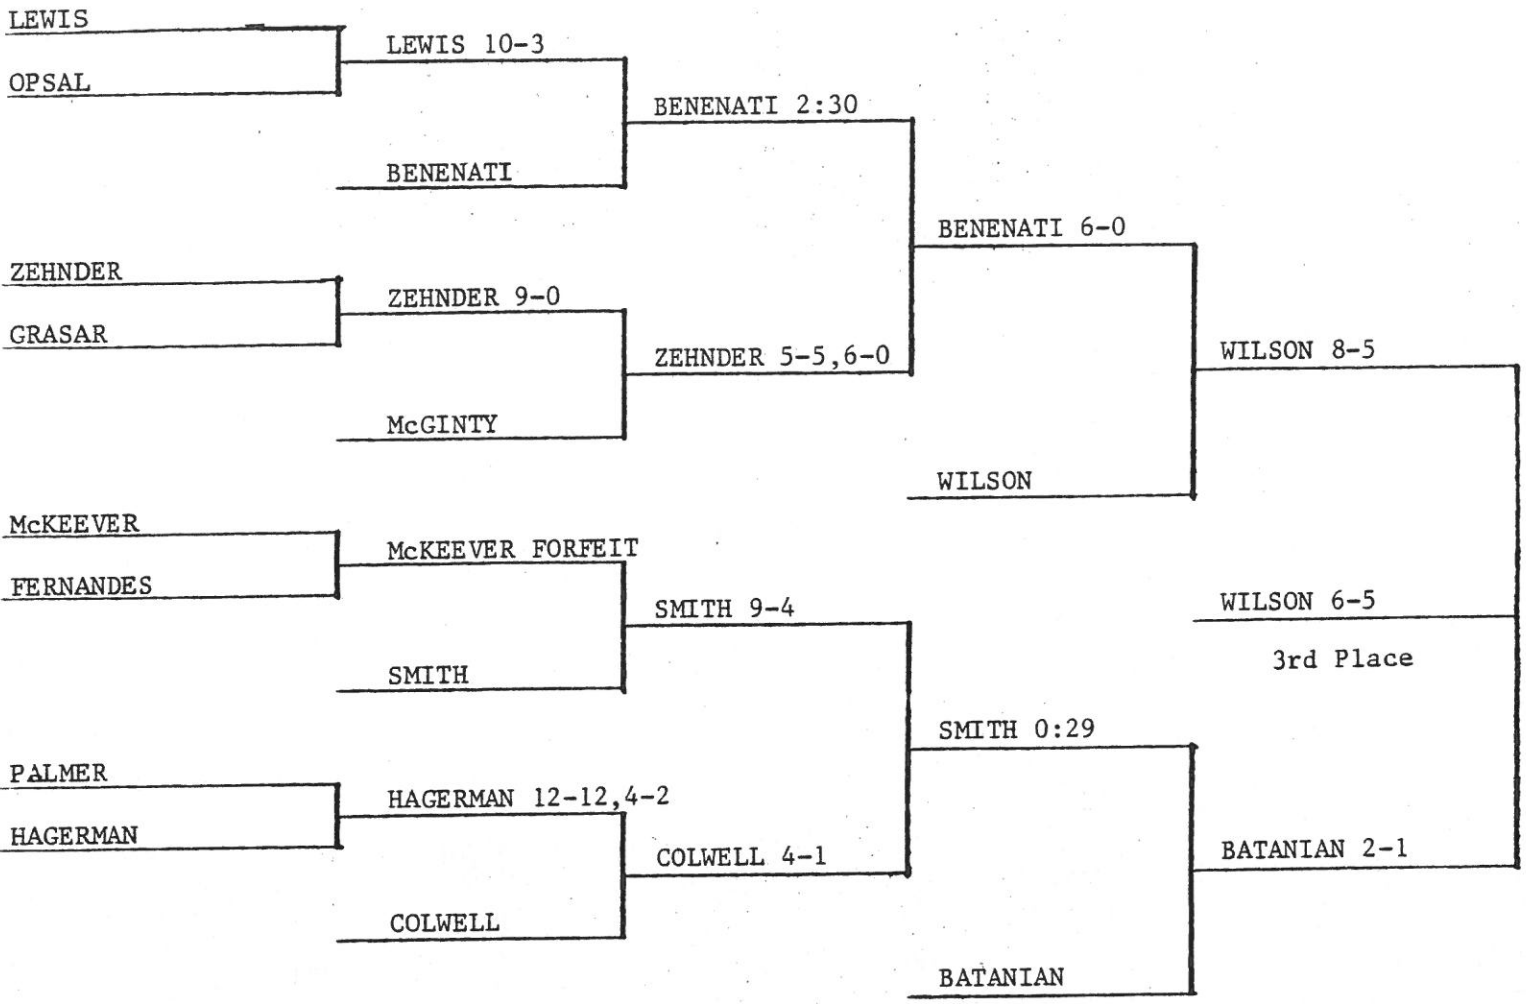 LEWIS
OPSAL
LEWIS 10-3
BENENATI
BENENATI 2:30
ZEHNDER
GRASAR
ZEHNDER 9-0
McGINTY
ZEHNDER 5-5,6-0
BENENATI 6-0
WILSON
WILSON 8-5
McKEEVER
FERNANDES
McKEEVER FORFEIT
SMITH
SMITH 9-4
PALMER
HAGERMAN
HAGERMAN 12-12,4-2
COLWELL
COLWELL 4-1
SMITH 0:29
BATANIAN
BATANIAN 2-1
WILSON 6-5
3rd Place